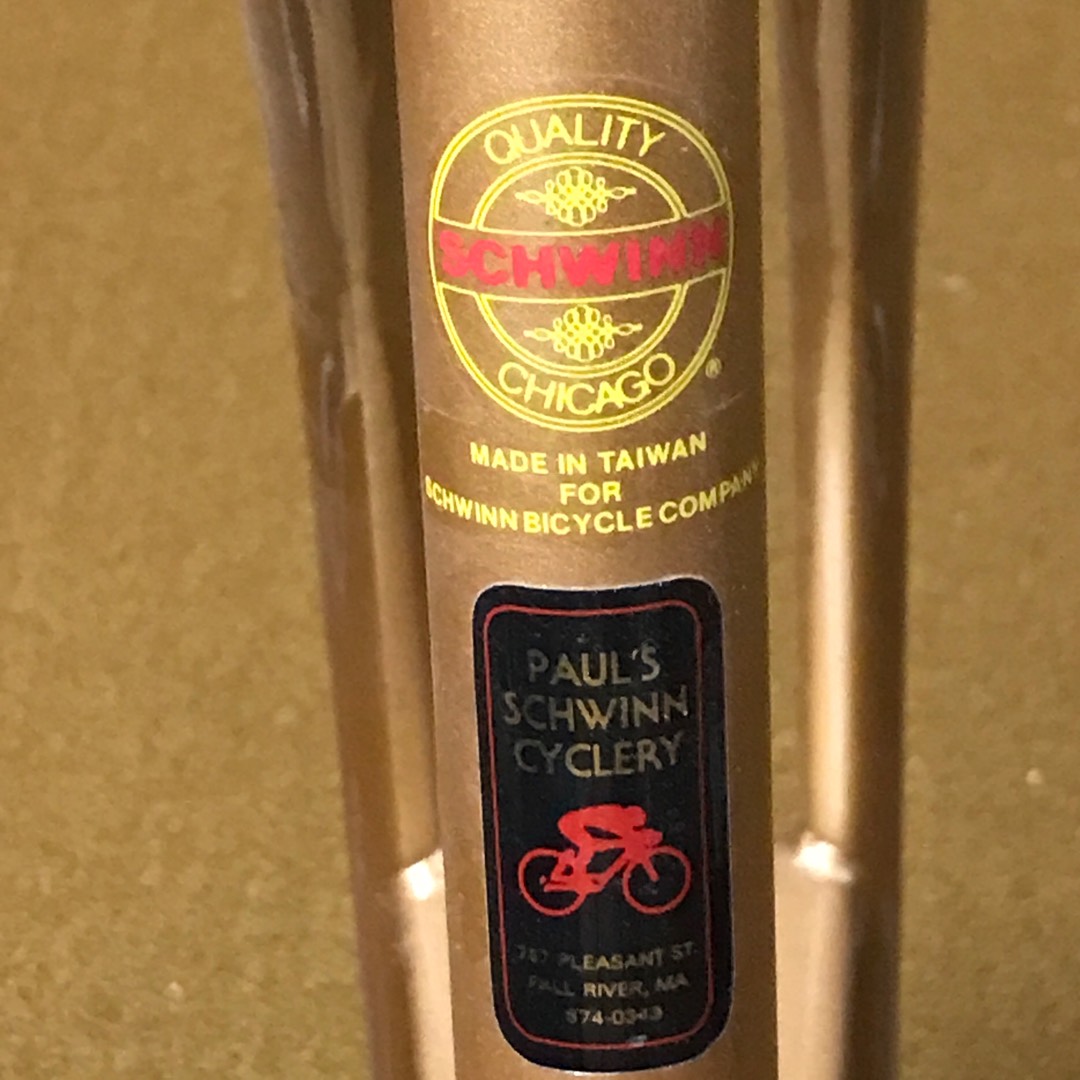 QUALITY
SCHWINN
CHICAGO
®
MADE IN TAIWAN
FOR
SCHWINN BICYCLE COMPANY
PAUL'S
SCHWINN
CYCLERY
PLEASANT ST.
FALL RIVER, MA